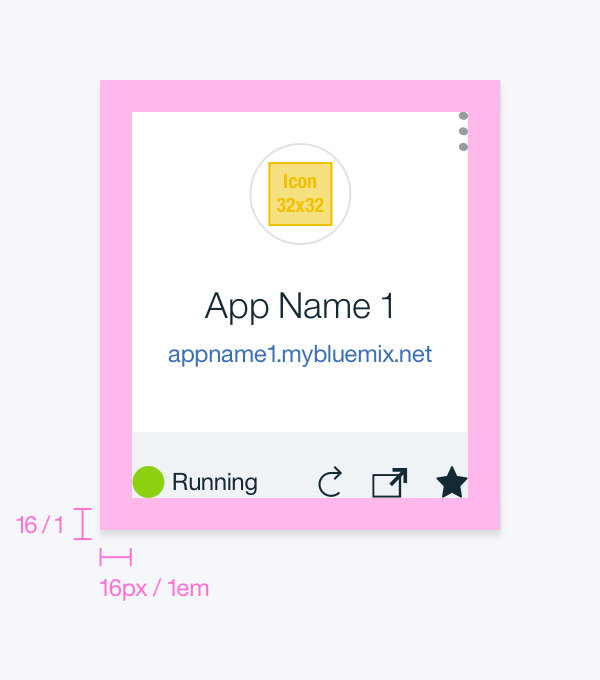 Icon
32x32
App Name 1
appname1.mybluemix.net
Running
16 / 1
16px / 1em